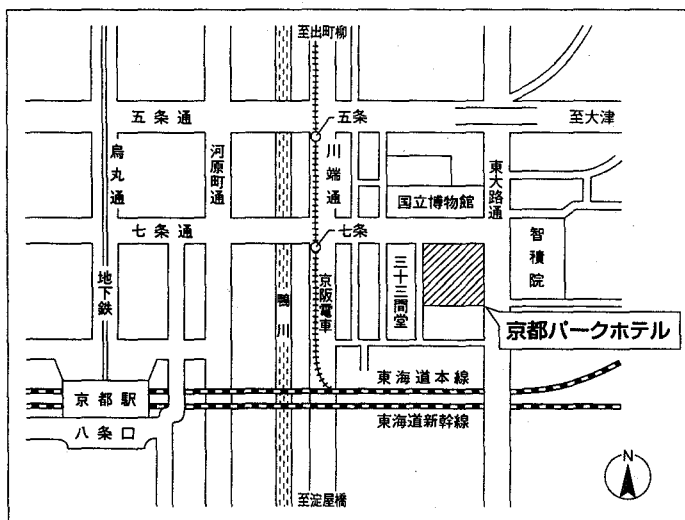 至出町柳
五条通
五条
至大津
烏丸通
河原町通
川端通
東大路通
国立博物館
七条通
七条
智積院
地下鉄
鴨川
京阪電車
三十三間堂
京都パークホテル
東海道本線
京都駅
東海道新幹線
八条口
N
至淀屋橋